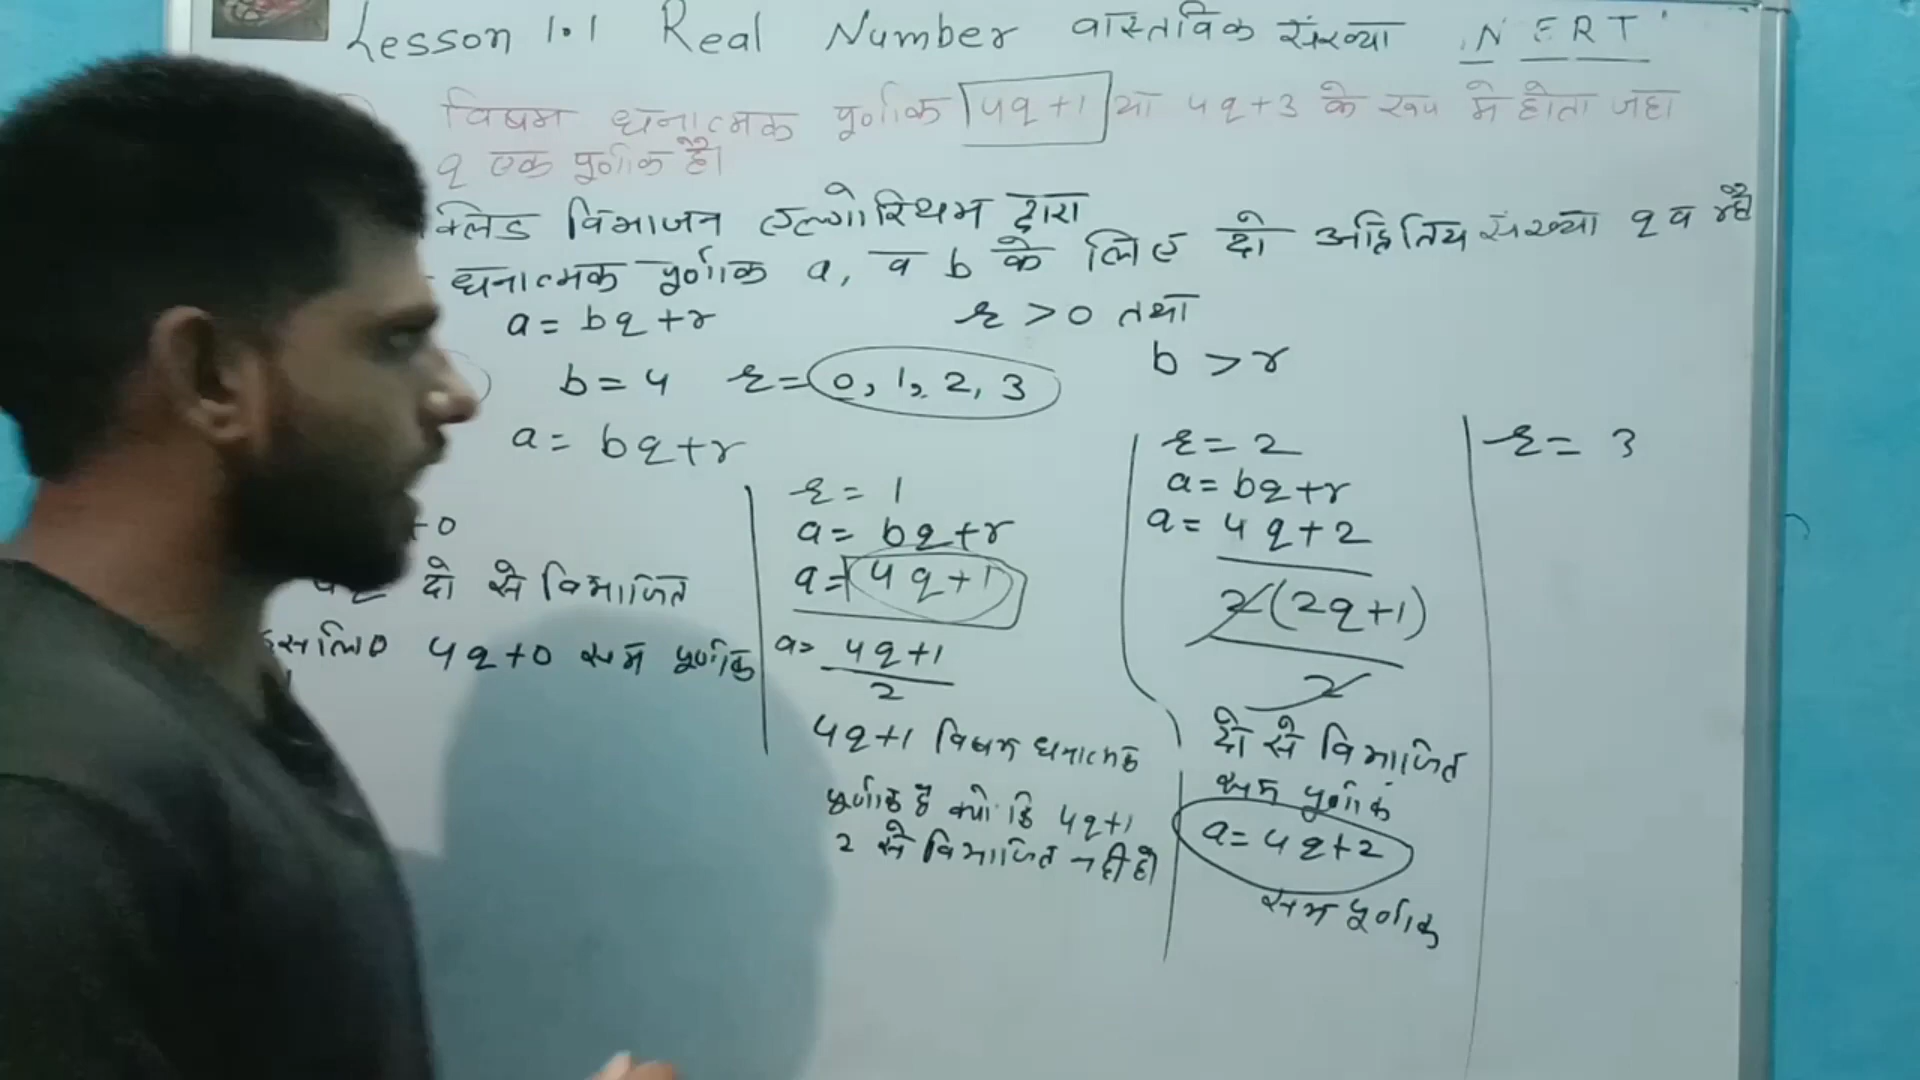 Lesson 1.1 Real Number वास्तविक संख्या NERT
विषम धनात्मक पूर्णाक 4q+1 या 4q+3 के रूप मे होता जहा
q एक पूर्णाक है।
क्लिड विभाजन एल्गोरिथम द्वारा
धनात्मक पूर्णाक a, व b के लिए दो अद्वितिय संख्या q व r है
a = bq+r
r > 0 तथा
b > r
b = 4 r = 0, 1, 2, 3
a = bq+r
+0
दो से विभाजित
4q+0 सम पूर्णाक
r = 1
a = bq+r
a = 4q+1
a = 4q+1
2
4q+1 विषम धनात्मक
पूर्णाक है क्यो कि 4q+1
2 से विभाजित नही है
r = 2
a = bq+r
a = 4q+2
2(2q+1)
2
दो से विभाजित
सम पूर्णाक
a = 4q+2
सम पूर्णाक
r = 3